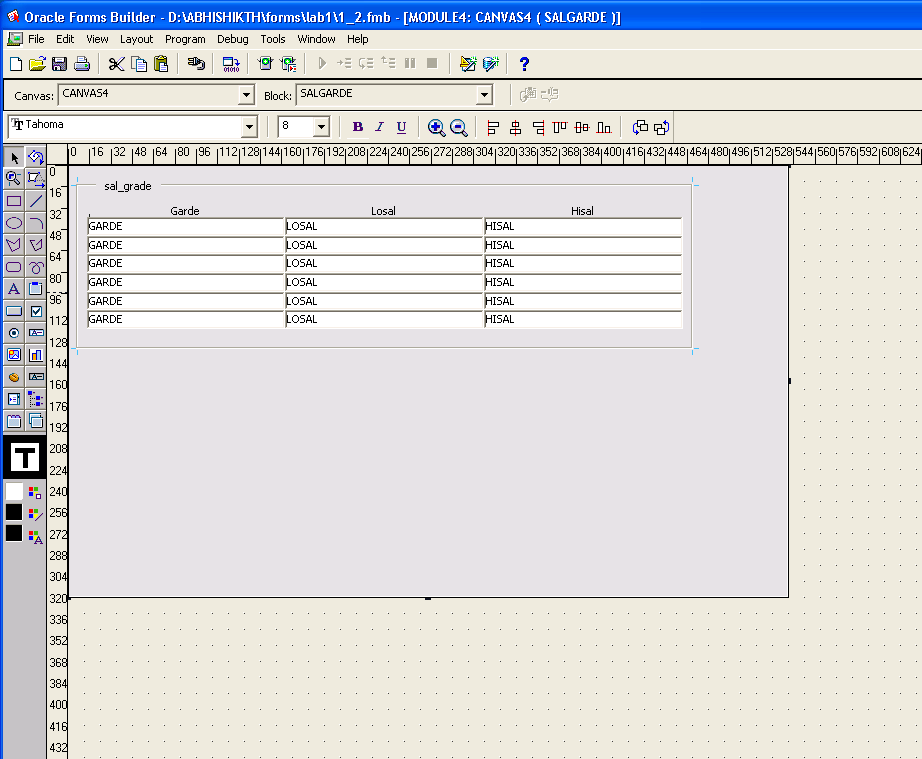 Oracle Forms Builder - D:\ABHISHIKTH\forms\lab1\1_2.fmb - [MODULE4: CANVAS4 ( SALGARDE )]
File Edit View Layout Program Debug Tools Window Help
Canvas: CANVAS4 Block: SALGARDE
Tahoma 8 B I U
0 16 32 48 64 80 96 112 128 144 160 176 192 208 224 240 256 272 288 304 320 336 352 368 384 400 416 432 448 464 480 496 512 528 544 560 576 592 608 624
0
16
32
48
64
80
96
112
128
144
160
176
192
208
224
240
256
272
288
304
320
336
352
368
384
400
416
432
sal_grade
Garde Losal Hisal
GARDE LOSAL HISAL
GARDE LOSAL HISAL
GARDE LOSAL HISAL
GARDE LOSAL HISAL
GARDE LOSAL HISAL
GARDE LOSAL HISAL
T